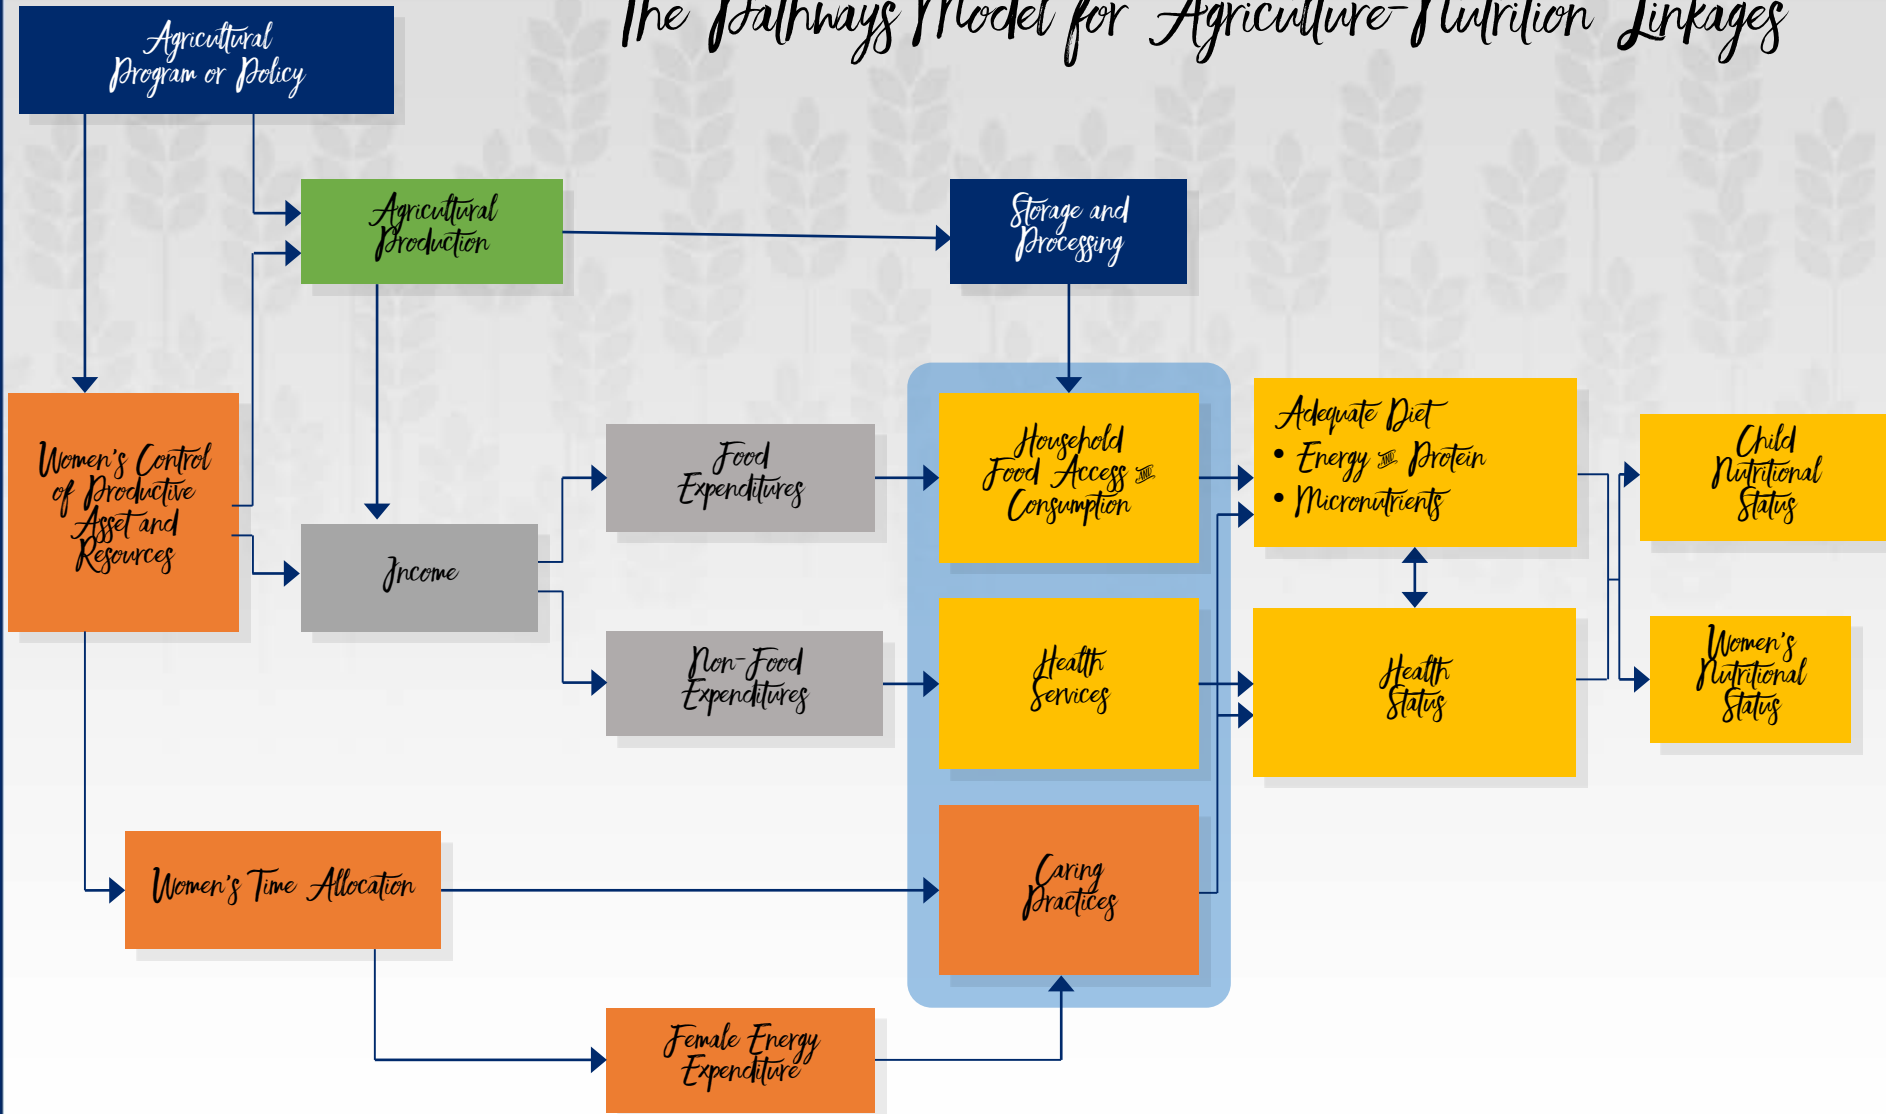 The Pathways Model for Agriculture-Nutrition Linkages
Agricultural
Program or Policy
Agricultural
Production
Storage and
Processing
Women's Control
of Productive
Asset and
Resources
Income
Food
Expenditures
Non-Food
Expenditures
Household
Food Access &
Consumption
Health
Services
Caring
Practices
Adequate Diet
• Energy & Protein
• Micronutrients
Health
Status
Child
Nutritional
Status
Women's
Nutritional
Status
Women's Time Allocation
Female Energy
Expenditure